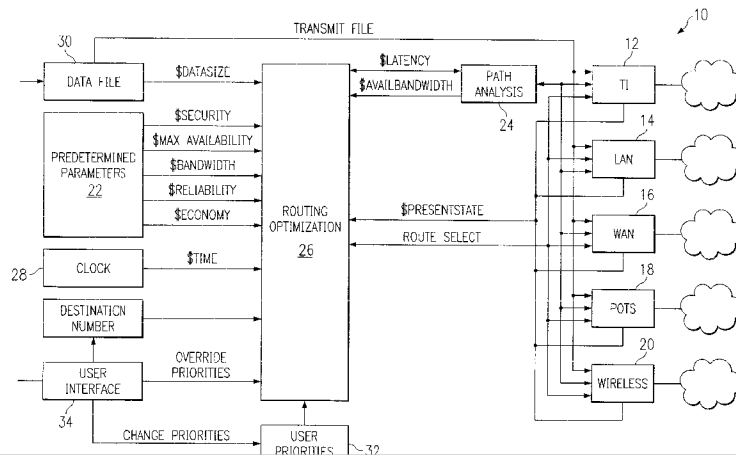 10
TRANSMIT FILE
30
DATA FILE
$DATASIZE
$LATENCY
$AVAILBANDWIDTH
PATH
ANALYSIS
24
12
TI
PREDETERMINED
PARAMETERS
22
$SECURITY
$MAX AVAILABILITY
$BANDWIDTH
$RELIABILITY
$ECONOMY
ROUTING
OPTIMIZATION
26
14
LAN
$PRESENTSTATE
ROUTE SELECT
16
WAN
28
CLOCK
$TIME
18
POTS
DESTINATION
NUMBER
USER
INTERFACE
34
OVERRIDE
PRIORITIES
20
WIRELESS
CHANGE PRIORITIES
USER
PRIORITIES
32